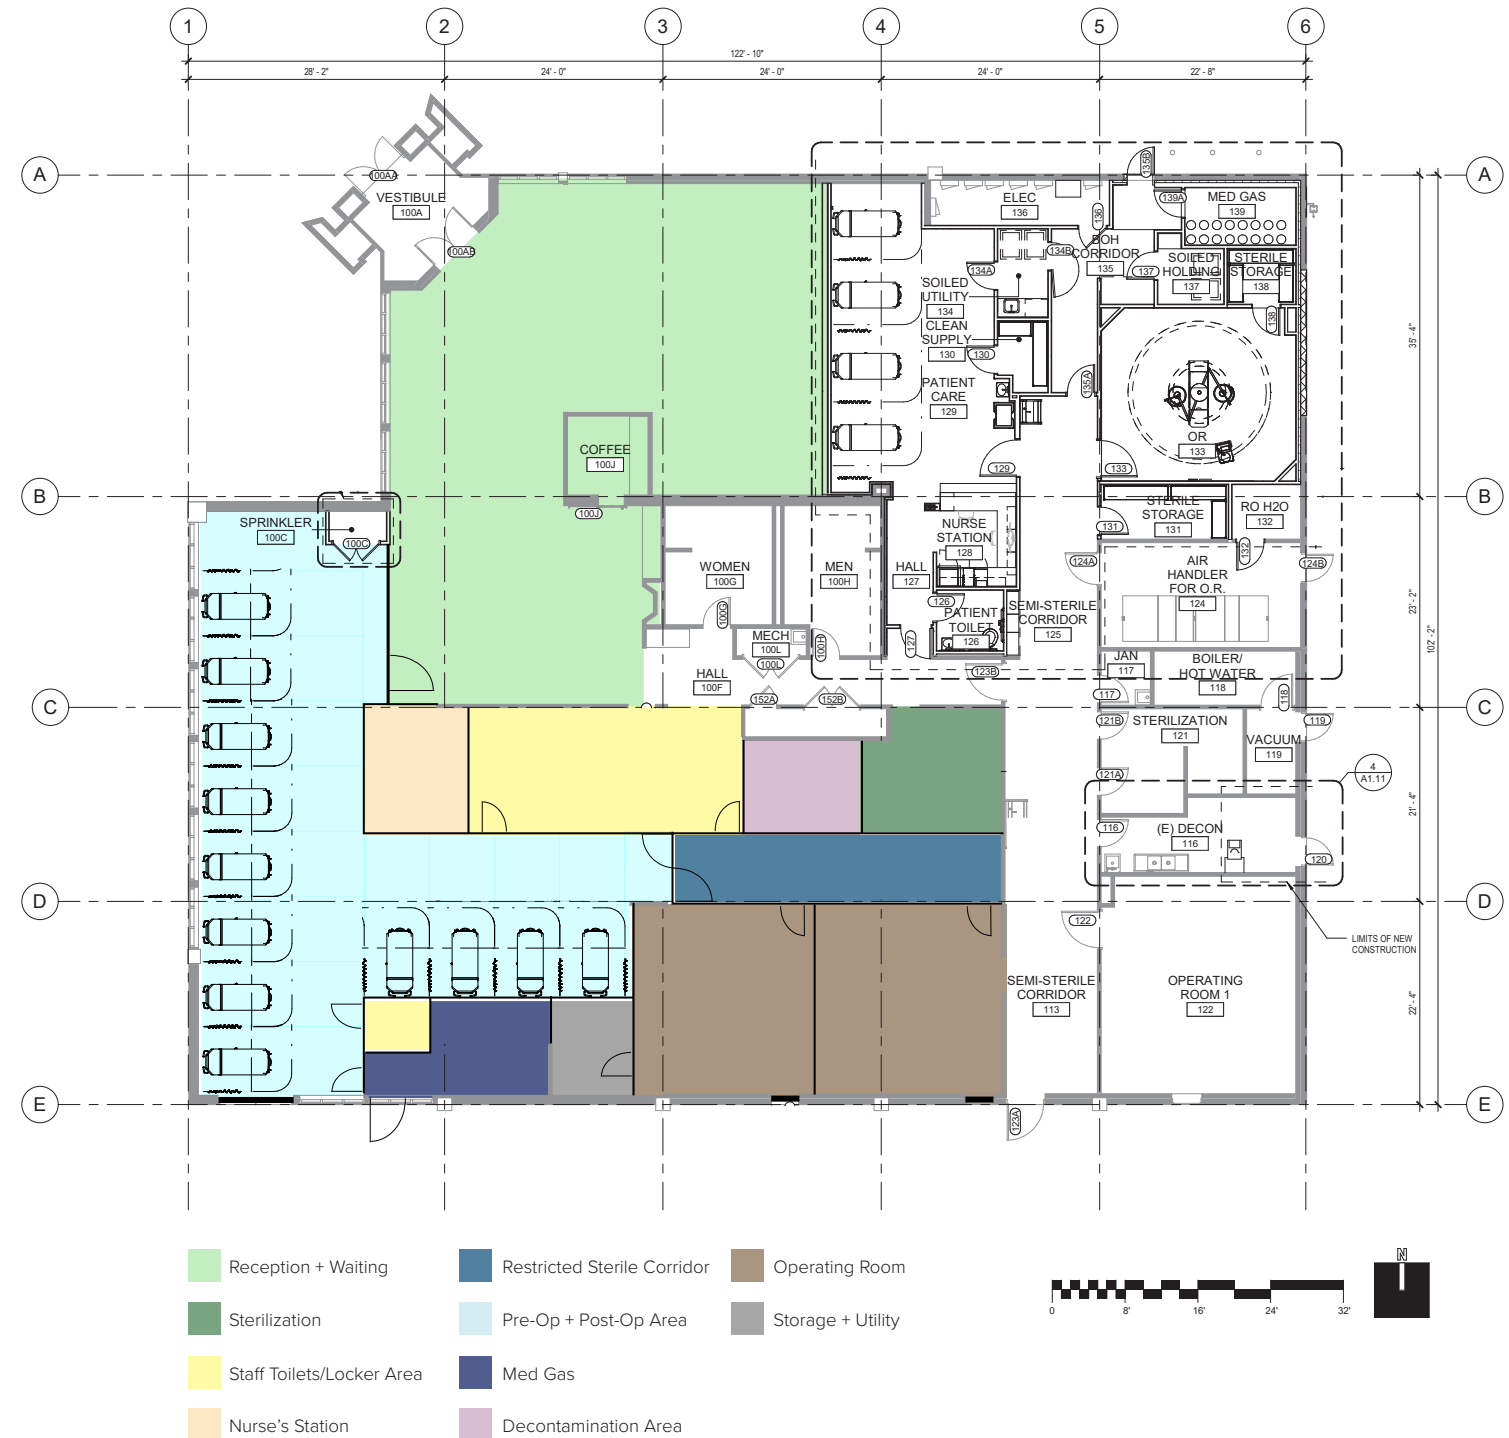 1 2 3 4 5 6
122' - 10"
28' - 2" 24' - 0" 24' - 0" 24' - 0" 22' - 8"
A A
100AA
VESTIBULE
100A
100AB
ELEC
136
136
135B
139A
MED GAS
139
BOH
CORRIDOR
135
134B
134A
SOILED
HOLDING
137
137
STERILE
STORAGE
138
138
SOILED
UTILITY
134
CLEAN
SUPPLY
130
130
PATIENT
CARE
129
135A
OR
133
133
129
35' - 4"
102' - 2"
COFFEE
100J
100J
B B
SPRINKLER
100C
100C
WOMEN
100G
100G
MEN
100H
100H
HALL
127
127
NURSE
STATION
128
126
PATIENT
TOILET
126
SEMI-STERILE
CORRIDOR
125
131
STERILE
STORAGE
131
RO H2O
132
132
124A
AIR
HANDLER
FOR O.R.
124
124B
23' - 2"
MECH
100L
100L
HALL
100F
152A
152B
123B
JAN
117
117
BOILER/
HOT WATER
118
118
C C
121B
STERILIZATION
121
121A
VACUUM
119
119
4
A1.11
116
(E) DECON
116
120
21' - 4"
D D
122
LIMITS OF NEW
CONSTRUCTION
SEMI-STERILE
CORRIDOR
113
OPERATING
ROOM 1
122
22' - 4"
E E
123A
Reception + Waiting
Sterilization
Staff Toilets/Locker Area
Nurse's Station
Restricted Sterile Corridor
Pre-Op + Post-Op Area
Med Gas
Decontamination Area
Operating Room
Storage + Utility
0 8' 16' 24' 32'
N